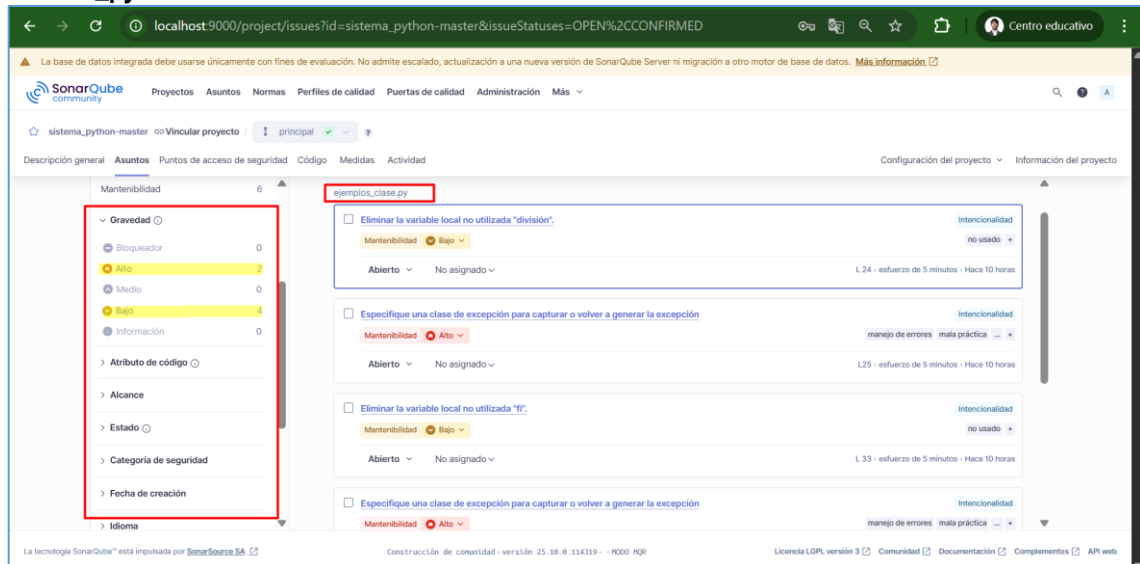 localhost:9000/project/issues?id=sistema_python-master&issueStatuses=OPEN%2CCONFIRMED
Centro educativo
La base de datos integrada debe usarse únicamente con fines de evaluación. No admite escalado, actualización a una nueva versión de SonarQube Server ni migración a otro motor de base de datos. Más información
SonarQube community
Proyectos Asuntos Normas Perfiles de calidad Puertas de calidad Administración Más
A
sistema_python-master Vincular proyecto / principal
Descripción general Asuntos Puntos de acceso de seguridad Código Medidas Actividad Configuración del proyecto Información del proyecto
Mantenibilidad 6
Gravedad
Bloqueador 0
Alto 2
Medio 0
Bajo 4
Información 0
Atributo de código
Alcance
Estado
Categoría de seguridad
Fecha de creación
Idioma
ejemplos_clase.py
Eliminar la variable local no utilizada "división". Intencionalidad
Mantenibilidad Bajo no usado +
Abierto No asignado L 24 - esfuerzo de 5 minutos - Hace 10 horas
Especifique una clase de excepción para capturar o volver a generar la excepción Intencionalidad
Mantenibilidad Alto manejo de errores mala práctica ... +
Abierto No asignado L25 - esfuerzo de 5 minutos - Hace 10 horas
Eliminar la variable local no utilizada "fi". Intencionalidad
Mantenibilidad Bajo no usado +
Abierto No asignado L 33 - esfuerzo de 5 minutos - Hace 10 horas
Especifique una clase de excepción para capturar o volver a generar la excepción Intencionalidad
Mantenibilidad Alto manejo de errores mala práctica ... +
La tecnología SonarQube™ está impulsada por SonarSource SA Construcción de comunidad - versión 25.10.0.114319 - - MODO MQR Licencia LGPL versión 3 Comunidad Documentación Complementos API web